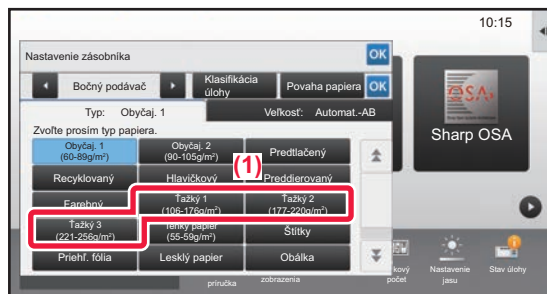 10:15
Nastavenie zásobníka
OK
Bočný podávač
Klasifikácia
úlohy
Povaha papiera
OK
Typ: Obyčaj. 1
Veľkosť: Automat.-AB
Zvoľte prosím typ papiera.
Obyčaj. 1
(60-89g/m²)
Obyčaj. 2
(90-105g/m²)
Predtlačený
Recyklovaný
Hlavičkový
Preddierovaný
(1)
Farebný
Ťažký 1
(106-176g/m²)
Ťažký 2
(177-220g/m²)
Ťažký 3
(221-256g/m²)
Tenký papier
(55-59g/m²)
Štítky
Priehľ. fólia
Lesklý papier
Obálka
OSA
Sharp OSA
príručka
zobrazenia
počet
Nastavenie
jasu
Stav úlohy